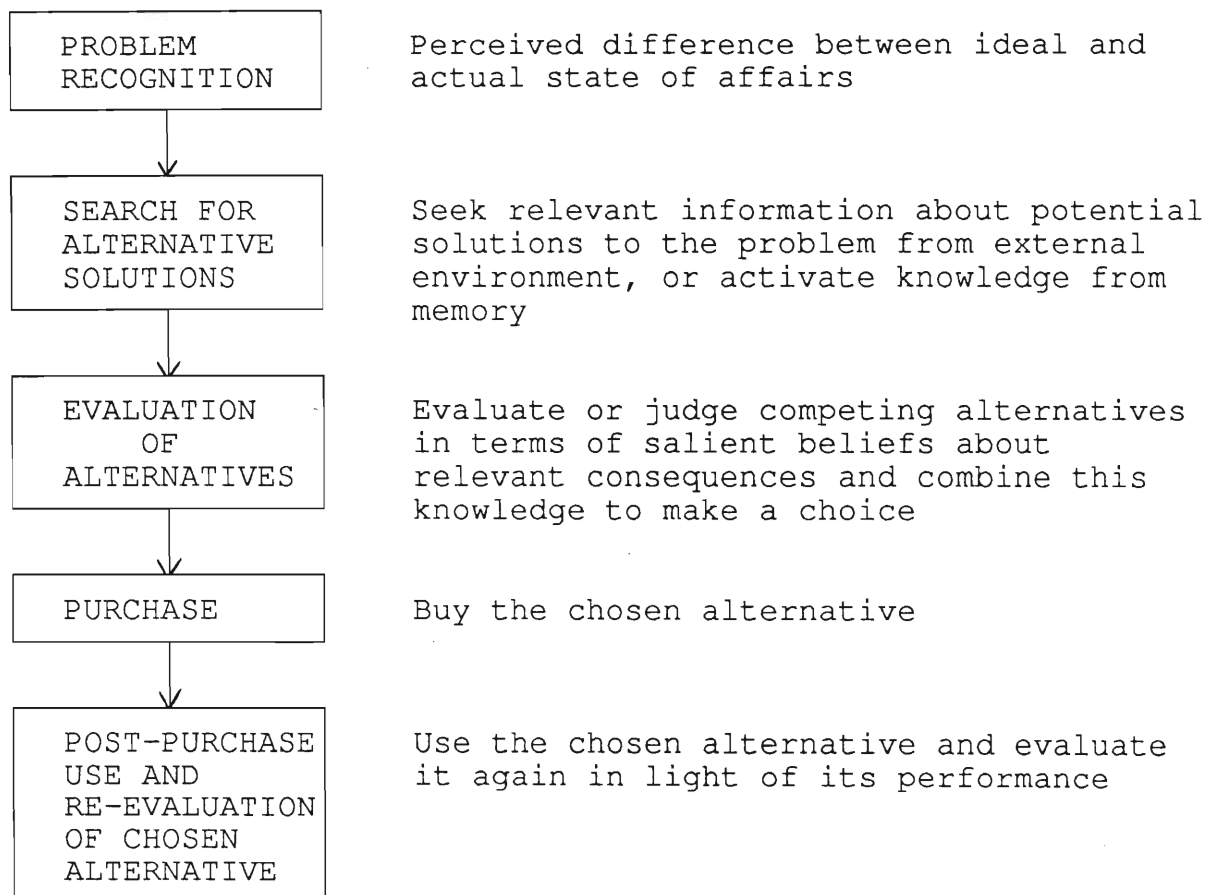 PROBLEM
RECOGNITION
Perceived difference between ideal and
actual state of affairs
SEARCH FOR
ALTERNATIVE
SOLUTIONS
Seek relevant information about potential
solutions to the problem from external
environment, or activate knowledge from
memory
EVALUATION
OF
ALTERNATIVES
Evaluate or judge competing alternatives
in terms of salient beliefs about
relevant consequences and combine this
knowledge to make a choice
PURCHASE
Buy the chosen alternative
POST-PURCHASE
USE AND
RE-EVALUATION
OF CHOSEN
ALTERNATIVE
Use the chosen alternative and evaluate
it again in light of its performance